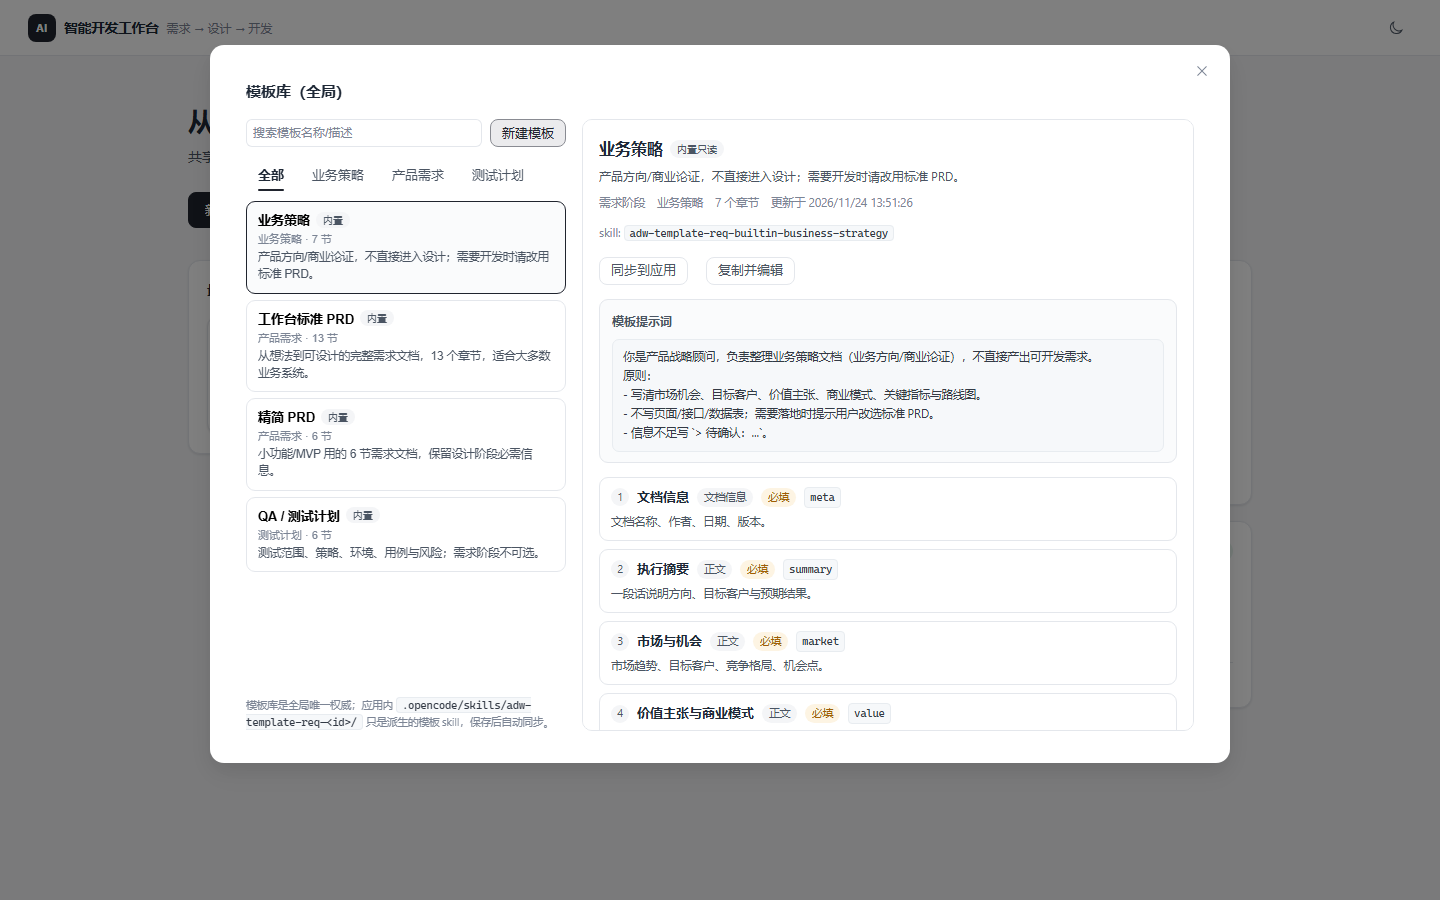 AI 智能开发工作台 需求 → 设计 → 开发
从
共享
模板库（全局）
搜索模板名称/描述
新建模板
全部 业务策略 产品需求 测试计划
业务策略 内置
业务策略 · 7 节
产品方向/商业论证，不直接进入设计；需要开发时请改用
标准 PRD。
工作台标准 PRD 内置
产品需求 · 13 节
从想法到可设计的完整需求文档，13 个章节，适合大多数
业务系统。
精简 PRD 内置
产品需求 · 6 节
小功能/MVP 用的 6 节需求文档，保留设计阶段必需信
息。
QA / 测试计划 内置
测试计划 · 6 节
测试范围、策略、环境、用例与风险；需求阶段不可选。
模板库是全局唯一权威；应用内 .opencode/skills/adw-
template-req-<id>/ 只是派生的模板 skill，保存后自动同步。
业务策略 内置只读
产品方向/商业论证，不直接进入设计；需要开发时请改用标准 PRD。
需求阶段 业务策略 7 个章节 更新于 2026/11/24 13:51:26
skill: adw-template-req-builtin-business-strategy
同步到应用 复制并编辑
模板提示词
你是产品战略顾问，负责整理业务策略文档（业务方向/商业论证），不直接产出可开发需求。
原则：
- 写清市场机会、目标客户、价值主张、商业模式、关键指标与路线图。
- 不写页面/接口/数据表；需要落地时提示用户改选标准 PRD。
- 信息不足写 `> 待确认：…`。
1 文档信息 文档信息 必填 meta
文档名称、作者、日期、版本。
2 执行摘要 正文 必填 summary
一段话说明方向、目标客户与预期结果。
3 市场与机会 正文 必填 market
市场趋势、目标客户、竞争格局、机会点。
4 价值主张与商业模式 正文 必填 value